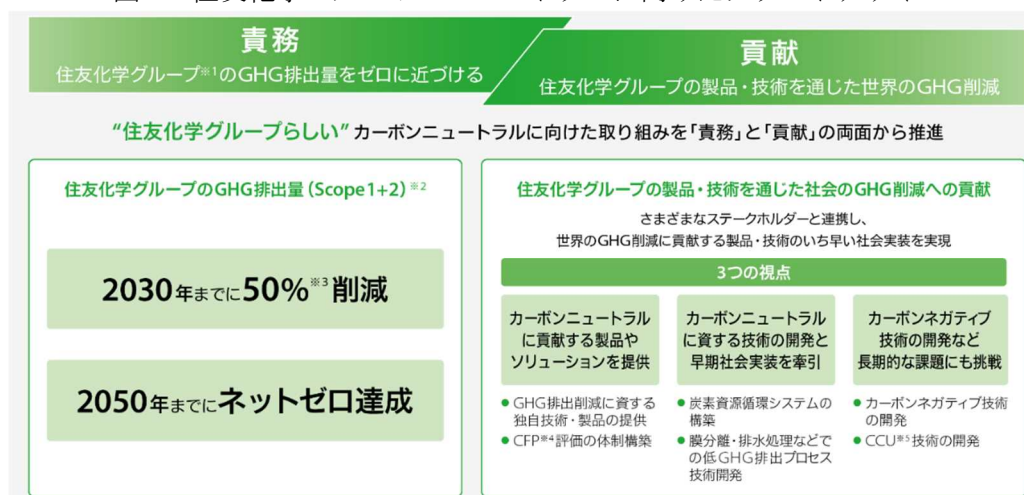 責務
住友化学グループ※1のGHG排出量をゼロに近づける
貢献
住友化学グループの製品・技術を通じた世界のGHG削減
“住友化学グループらしい”カーボンニュートラルに向けた取り組みを「責務」と「貢献」の両面から推進
住友化学グループのGHG排出量(Scope1+2)※2
2030年までに50%※3削減
2050年までにネットゼロ達成
住友化学グループの製品・技術を通じた社会のGHG削減への貢献
さまざまなステークホルダーと連携し、
世界のGHG削減に貢献する製品・技術のいち早い社会実装を実現
3つの視点
カーボンニュートラル
に貢献する製品や
ソリューションを提供
● GHG排出削減に資する
独自技術・製品の提供
● CFP※4評価の体制構築
カーボンニュートラル
に資する技術の開発と
早期社会実装を牽引
● 炭素資源循環システムの
構築
● 膜分離・排水処理などで
の低GHG排出プロセス
技術開発
カーボンネガティブ
技術の開発など
長期的な課題にも挑戦
● カーボンネガティブ技術
の開発
● CCU※5技術の開発